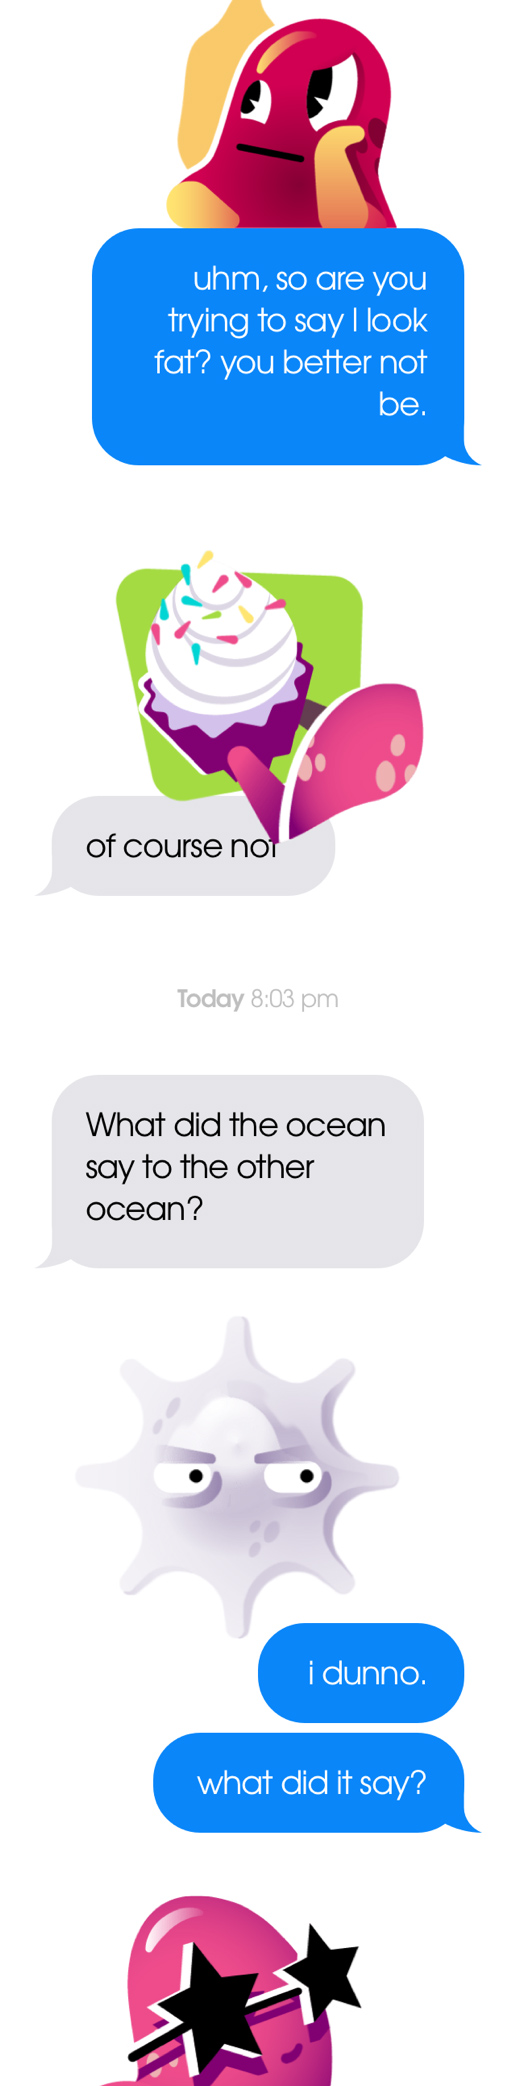 uhm, so are you
trying to say I look
fat? you better not
be.
of course not
Today 8:03 pm
What did the ocean
say to the other
ocean?
i dunno.
what did it say?